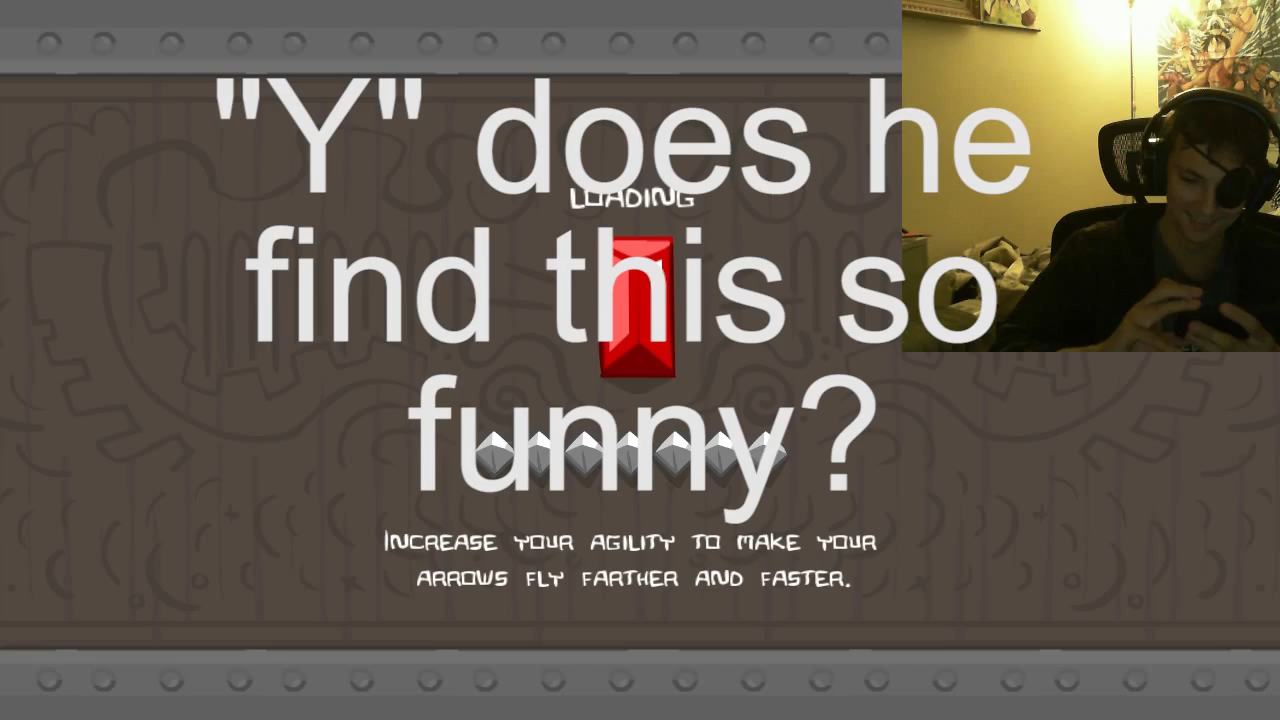 "Y" does he
LOADING
find this so
funny?
INCREASE YOUR AGILITY TO MAKE YOUR
ARROWS FLY FARTHER AND FASTER.